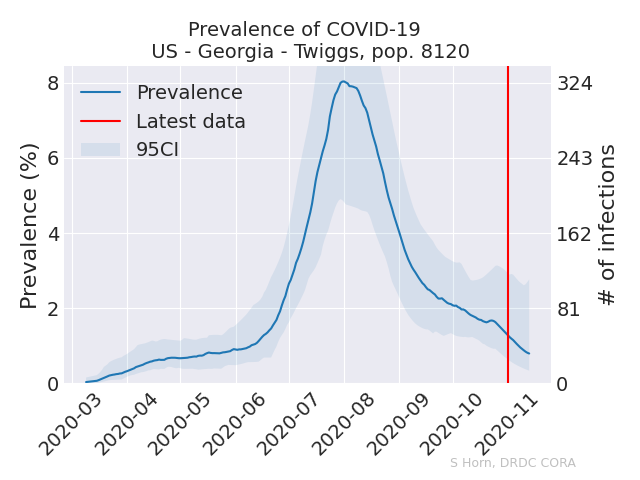 Prevalence of COVID-19
US - Georgia - Twiggs, pop. 8120
Prevalence
Latest data
95CI
Prevalence (%)
8
6
4
2
0
324
243
162
81
0
# of infections
2020-03
2020-04
2020-05
2020-06
2020-07
2020-08
2020-09
2020-10
2020-11
S Horn, DRDC CORA